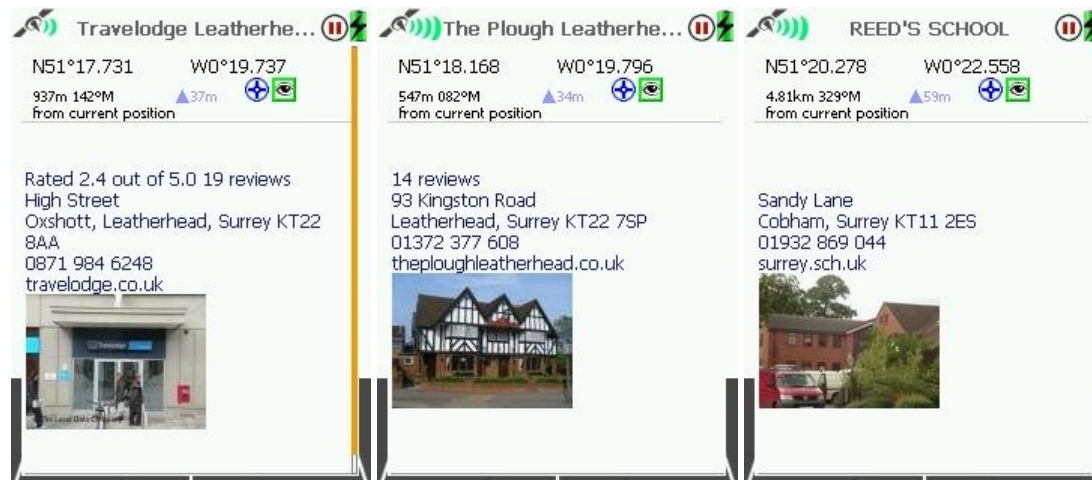 Travelodge Leatherhe...
N51°17.731 W0°19.737
937m 142°M 37m
from current position
Rated 2.4 out of 5.0 19 reviews
High Street
Oxshott, Leatherhead, Surrey KT22
8AA
0871 984 6248
travelodge.co.uk
Travelodge
The Plough Leatherhe...
N51°18.168 W0°19.796
547m 082°M 34m
from current position
14 reviews
93 Kingston Road
Leatherhead, Surrey KT22 7SP
01372 377 608
theploughleatherhead.co.uk
REED'S SCHOOL
N51°20.278 W0°22.558
4.81km 329°M 59m
from current position
Sandy Lane
Cobham, Surrey KT11 2ES
01932 869 044
surrey.sch.uk